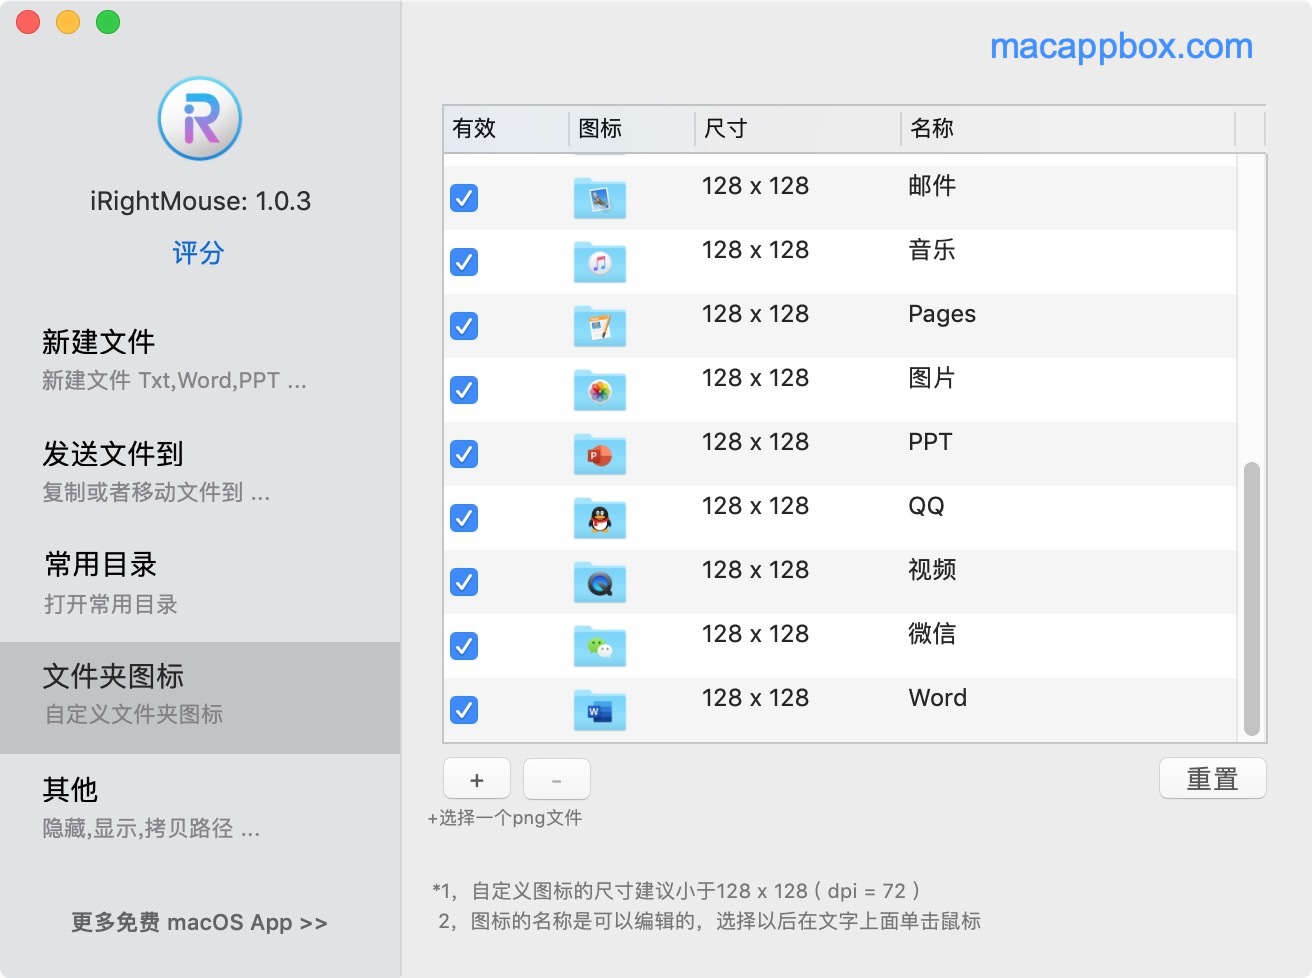 macappbox.com
iRightMouse: 1.0.3
评分
新建文件
新建文件 Txt,Word,PPT ...
发送文件到
复制或者移动文件到 ...
常用目录
打开常用目录
文件夹图标
自定义文件夹图标
其他
隐藏,显示,拷贝路径 ...
更多免费 macOS App >>
有效 图标 尺寸 名称
128 x 128 邮件
128 x 128 音乐
128 x 128 Pages
128 x 128 图片
128 x 128 PPT
128 x 128 QQ
128 x 128 视频
128 x 128 微信
128 x 128 Word
+ - 重置
+选择一个png文件
*1，自定义图标的尺寸建议小于128 x 128 ( dpi = 72 )
2，图标的名称是可以编辑的，选择以后在文字上面单击鼠标